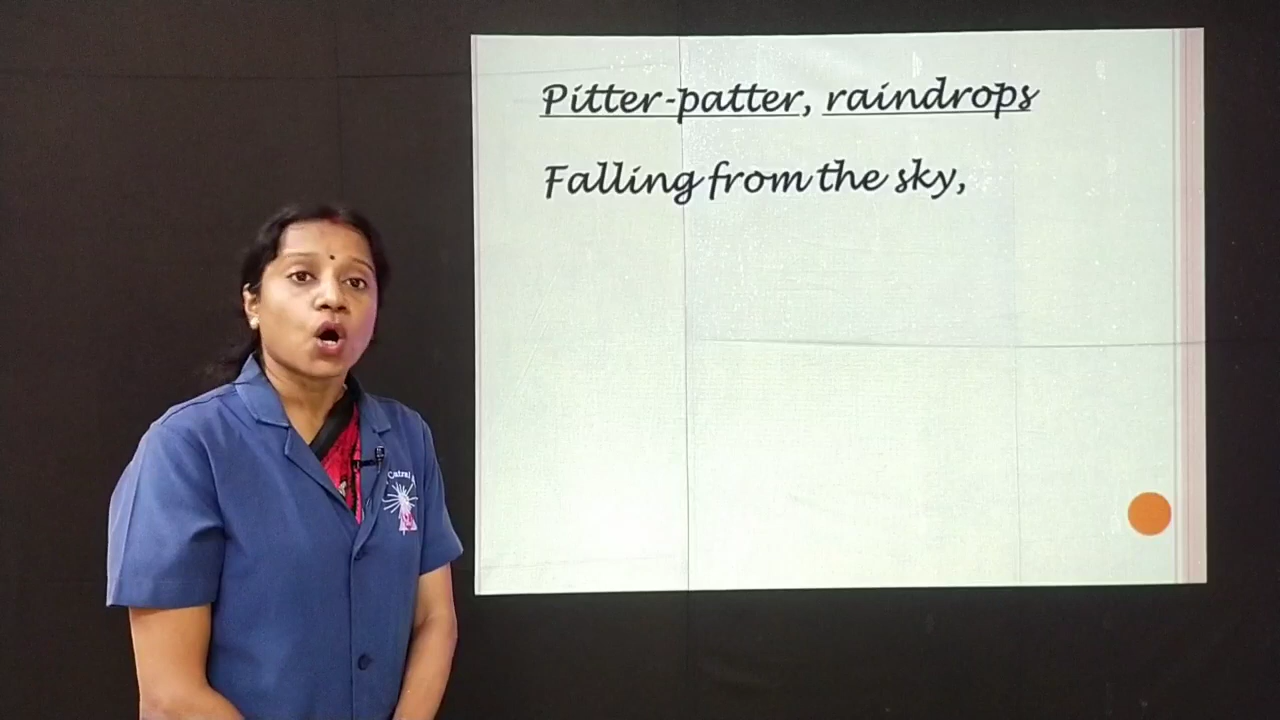 Pitter-patter, raindrops
Falling from the sky,